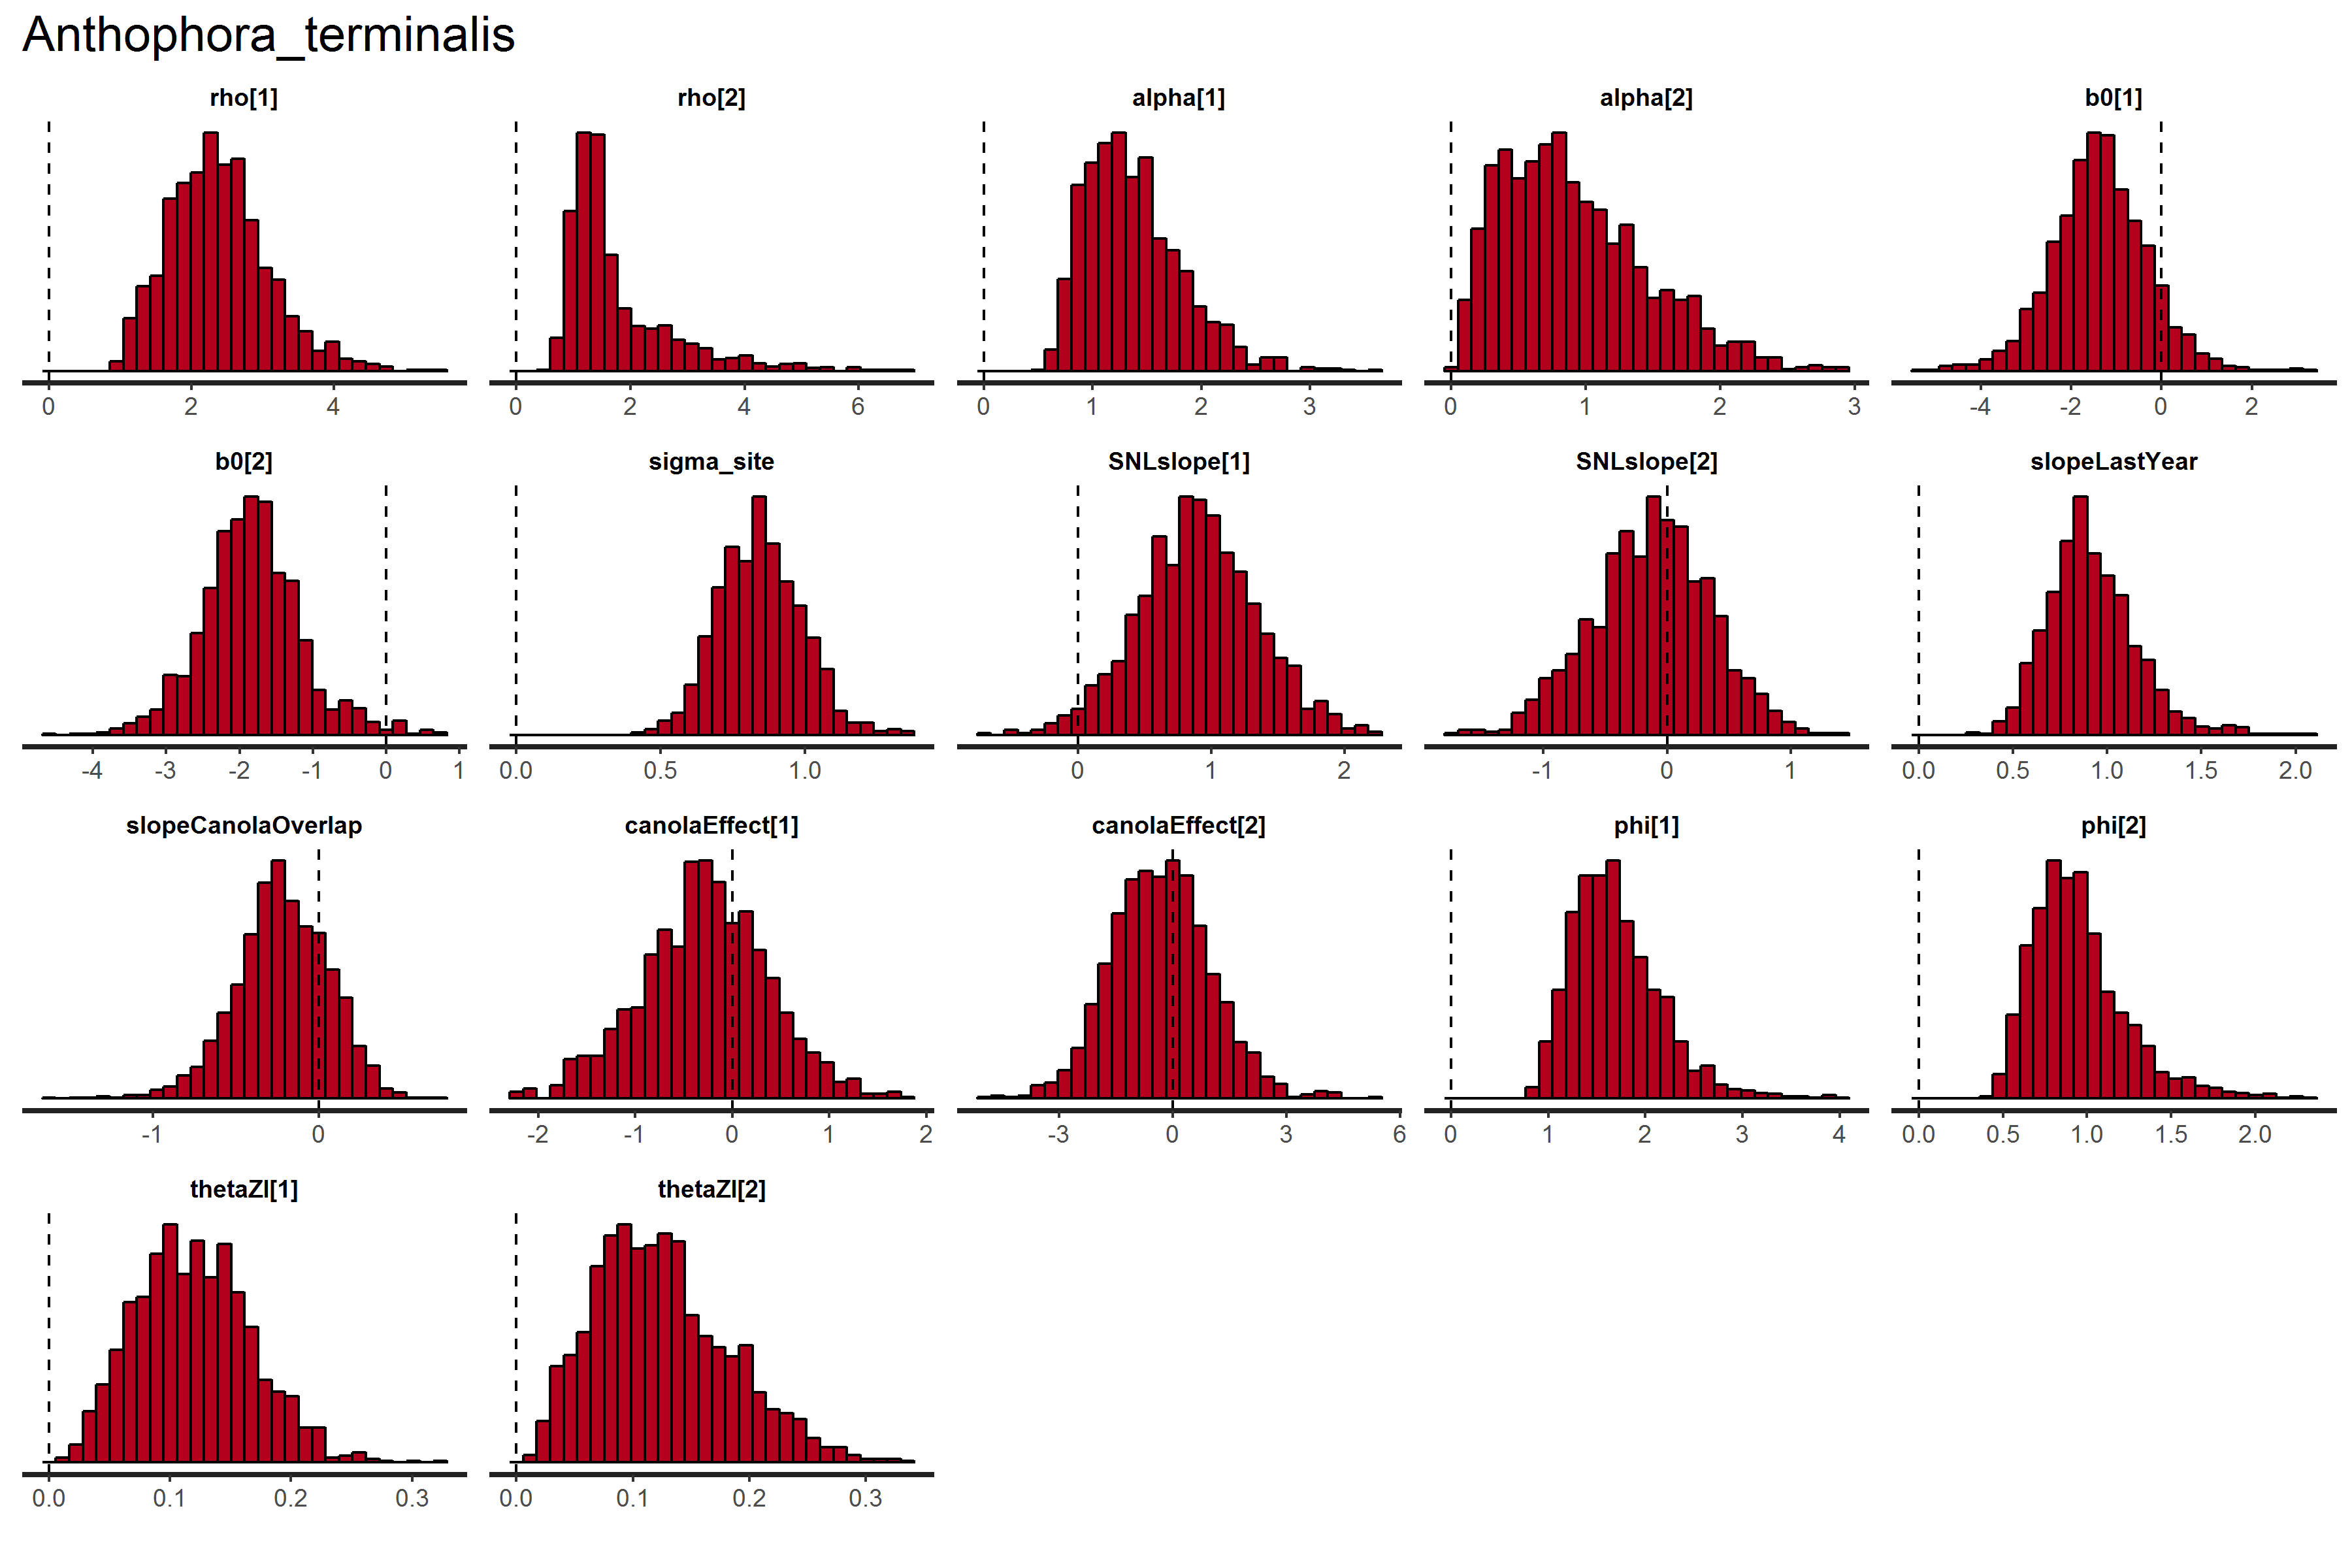 Anthophora_terminalis
rho[1] rho[2] alpha[1] alpha[2] b0[1]
0 2 4 0 2 4 6 0 1 2 3 0 1 2 3 -4 -2 0 2
b0[2] sigma_site SNLslope[1] SNLslope[2] slopeLastYear
-4 -3 -2 -1 0 1 0.0 0.5 1.0 0 1 2 -1 0 1 0.0 0.5 1.0 1.5 2.0
slopeCanolaOverlap canolaEffect[1] canolaEffect[2] phi[1] phi[2]
-1 0 -2 -1 0 1 2 -3 0 3 6 0 1 2 3 4 0.0 0.5 1.0 1.5 2.0
thetaZI[1] thetaZI[2]
0.0 0.1 0.2 0.3 0.0 0.1 0.2 0.3